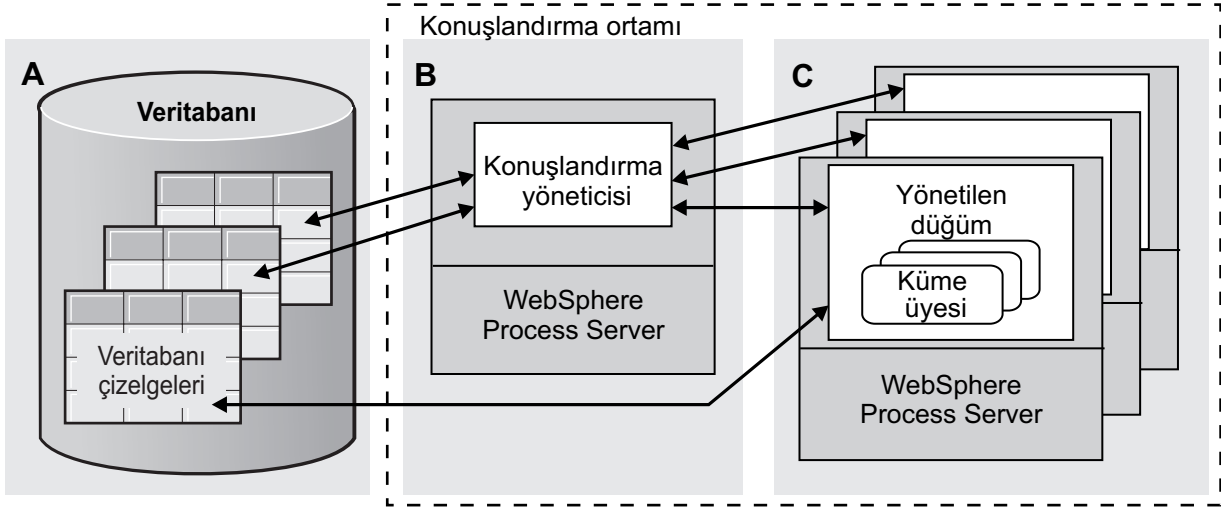 Konuşlandırma ortamı
A
Veritabanı
Veritabanı
çizelgeleri
B
Konuşlandırma
yöneticisi
WebSphere
Process Server
C
Yönetilen
düğüm
Küme
üyesi
WebSphere
Process Server